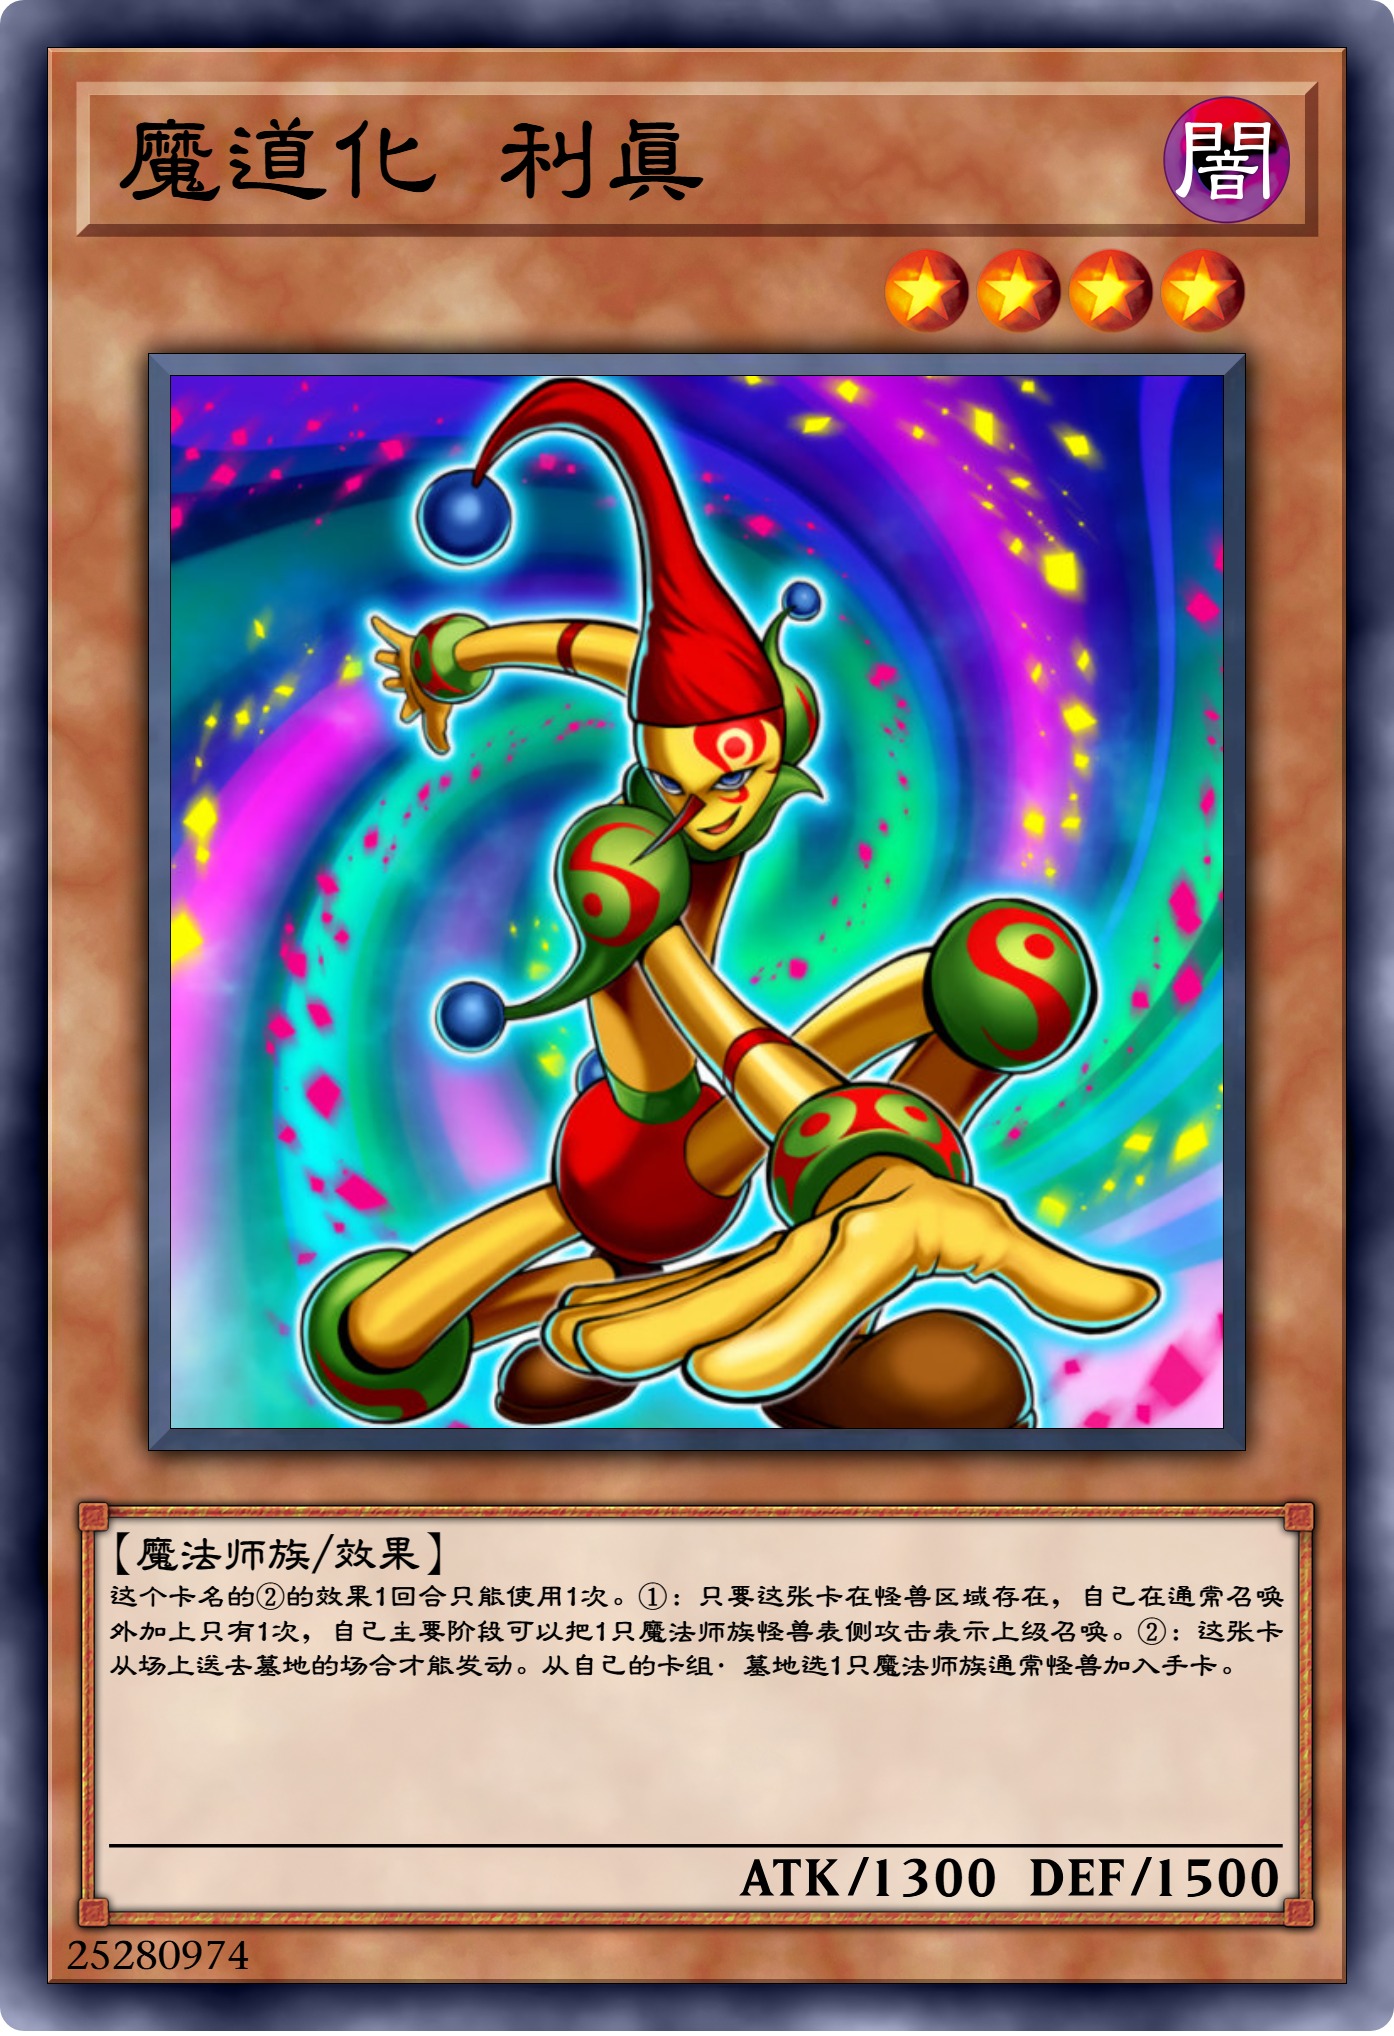 魔道化 利眞
闇
【魔法师族/效果】
这个卡名的②的效果1回合只能使用1次。①：只要这张卡在怪兽区域存在，自己在通常召唤
外加上只有1次，自己主要阶段可以把1只魔法师族怪兽表侧攻击表示上级召唤。②：这张卡
从场上送去墓地的场合才能发动。从自己的卡组·墓地选1只魔法师族通常怪兽加入手卡。
ATK/1300 DEF/1500
25280974